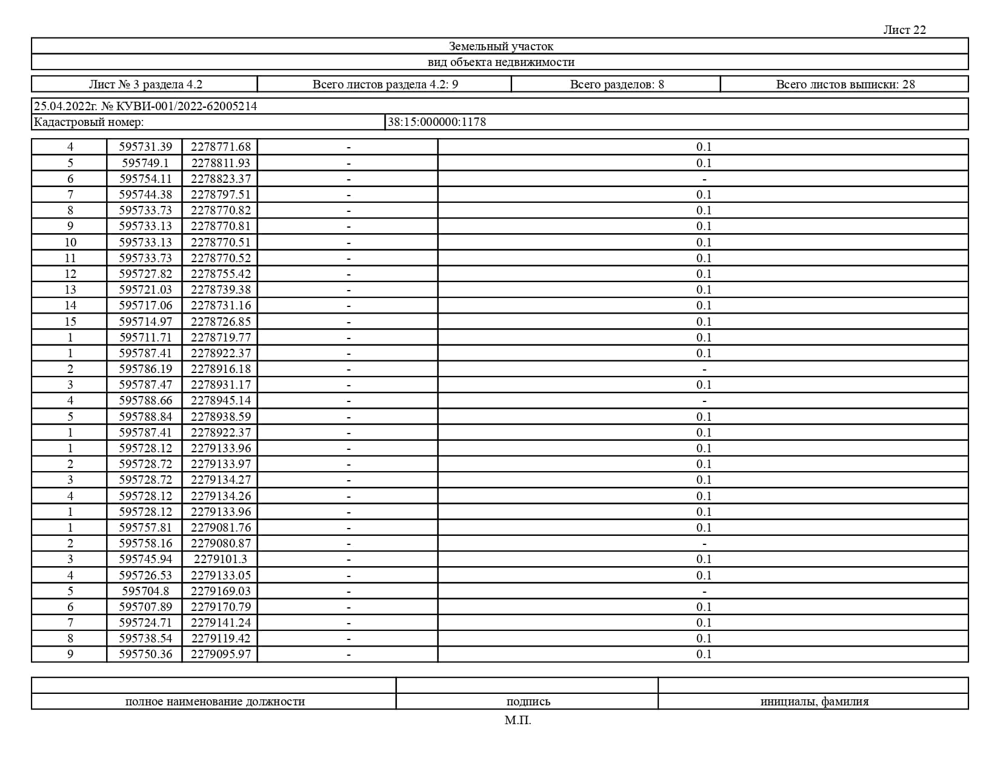 Лист 22
Земельный участок
вид объекта недвижимости
Лист № 3 раздела 4.2 Всего листов раздела 4.2: 9 Всего разделов: 8 Всего листов выписки: 28
25.04.2022г. № КУВИ-001/2022-62005214
Кадастровый номер: 38:15:000000:1178
4 595731.39 2278771.68 - 0.1
5 595749.1 2278811.93 - 0.1
6 595754.11 2278823.37 - -
7 595744.38 2278797.51 - 0.1
8 595733.73 2278770.82 - 0.1
9 595733.13 2278770.81 - 0.1
10 595733.13 2278770.51 - 0.1
11 595733.73 2278770.52 - 0.1
12 595727.82 2278755.42 - 0.1
13 595721.03 2278739.38 - 0.1
14 595717.06 2278731.16 - 0.1
15 595714.97 2278726.85 - 0.1
1 595711.71 2278719.77 - 0.1
1 595787.41 2278922.37 - 0.1
2 595786.19 2278916.18 - -
3 595787.47 2278931.17 - 0.1
4 595788.66 2278945.14 - -
5 595788.84 2278938.59 - 0.1
1 595787.41 2278922.37 - 0.1
1 595728.12 2279133.96 - 0.1
2 595728.72 2279133.97 - 0.1
3 595728.72 2279134.27 - 0.1
4 595728.12 2279134.26 - 0.1
1 595728.12 2279133.96 - 0.1
1 595757.81 2279081.76 - 0.1
2 595758.16 2279080.87 - -
3 595745.94 2279101.3 - 0.1
4 595726.53 2279133.05 - 0.1
5 595704.8 2279169.03 - -
6 595707.89 2279170.79 - 0.1
7 595724.71 2279141.24 - 0.1
8 595738.54 2279119.42 - 0.1
9 595750.36 2279095.97 - 0.1
полное наименование должности подпись инициалы, фамилия
М.П.